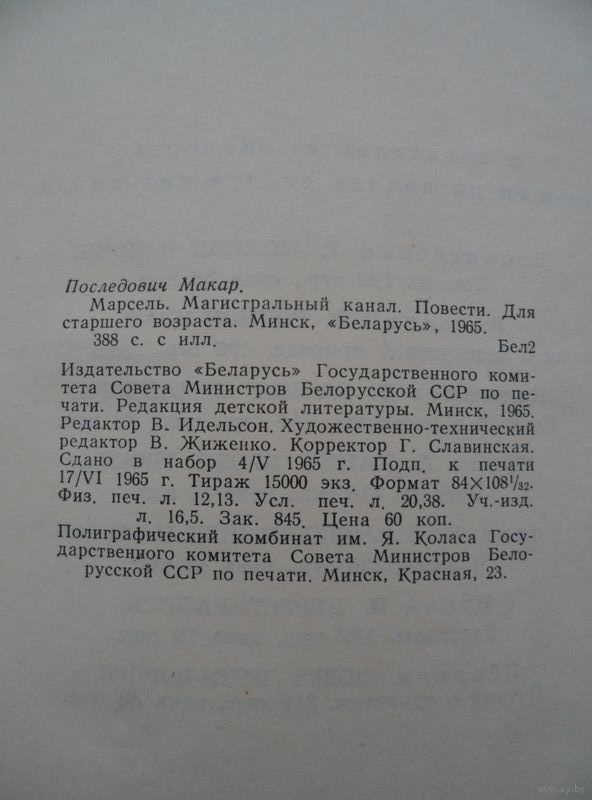 Последович Макар.
Марсель. Магистральный канал. Повести. Для
старшего возраста. Минск, «Беларусь», 1965.
388 с. с илл.
Бел2
Издательство «Беларусь» Государственного коми-
тета Совета Министров Белорусской ССР по пе-
чати. Редакция детской литературы. Минск, 1965.
Редактор В. Идельсон. Художественно-технический
редактор В. Жиженко. Корректор Г. Славинская.
Сдано в набор 4/V 1965 г. Подп. к печати
17/VI 1965 г. Тираж 15000 экз. Формат 84×108¹/₃₂.
Физ. печ. л. 12,13. Усл. печ. л. 20,38. Уч.-изд.
л. 16,5. Зак. 845. Цена 60 коп.
Полиграфический комбинат им. Я. Коласа Госу-
дарственного комитета Совета Министров Бело-
русской ССР по печати. Минск, Красная, 23.
www.ay.by